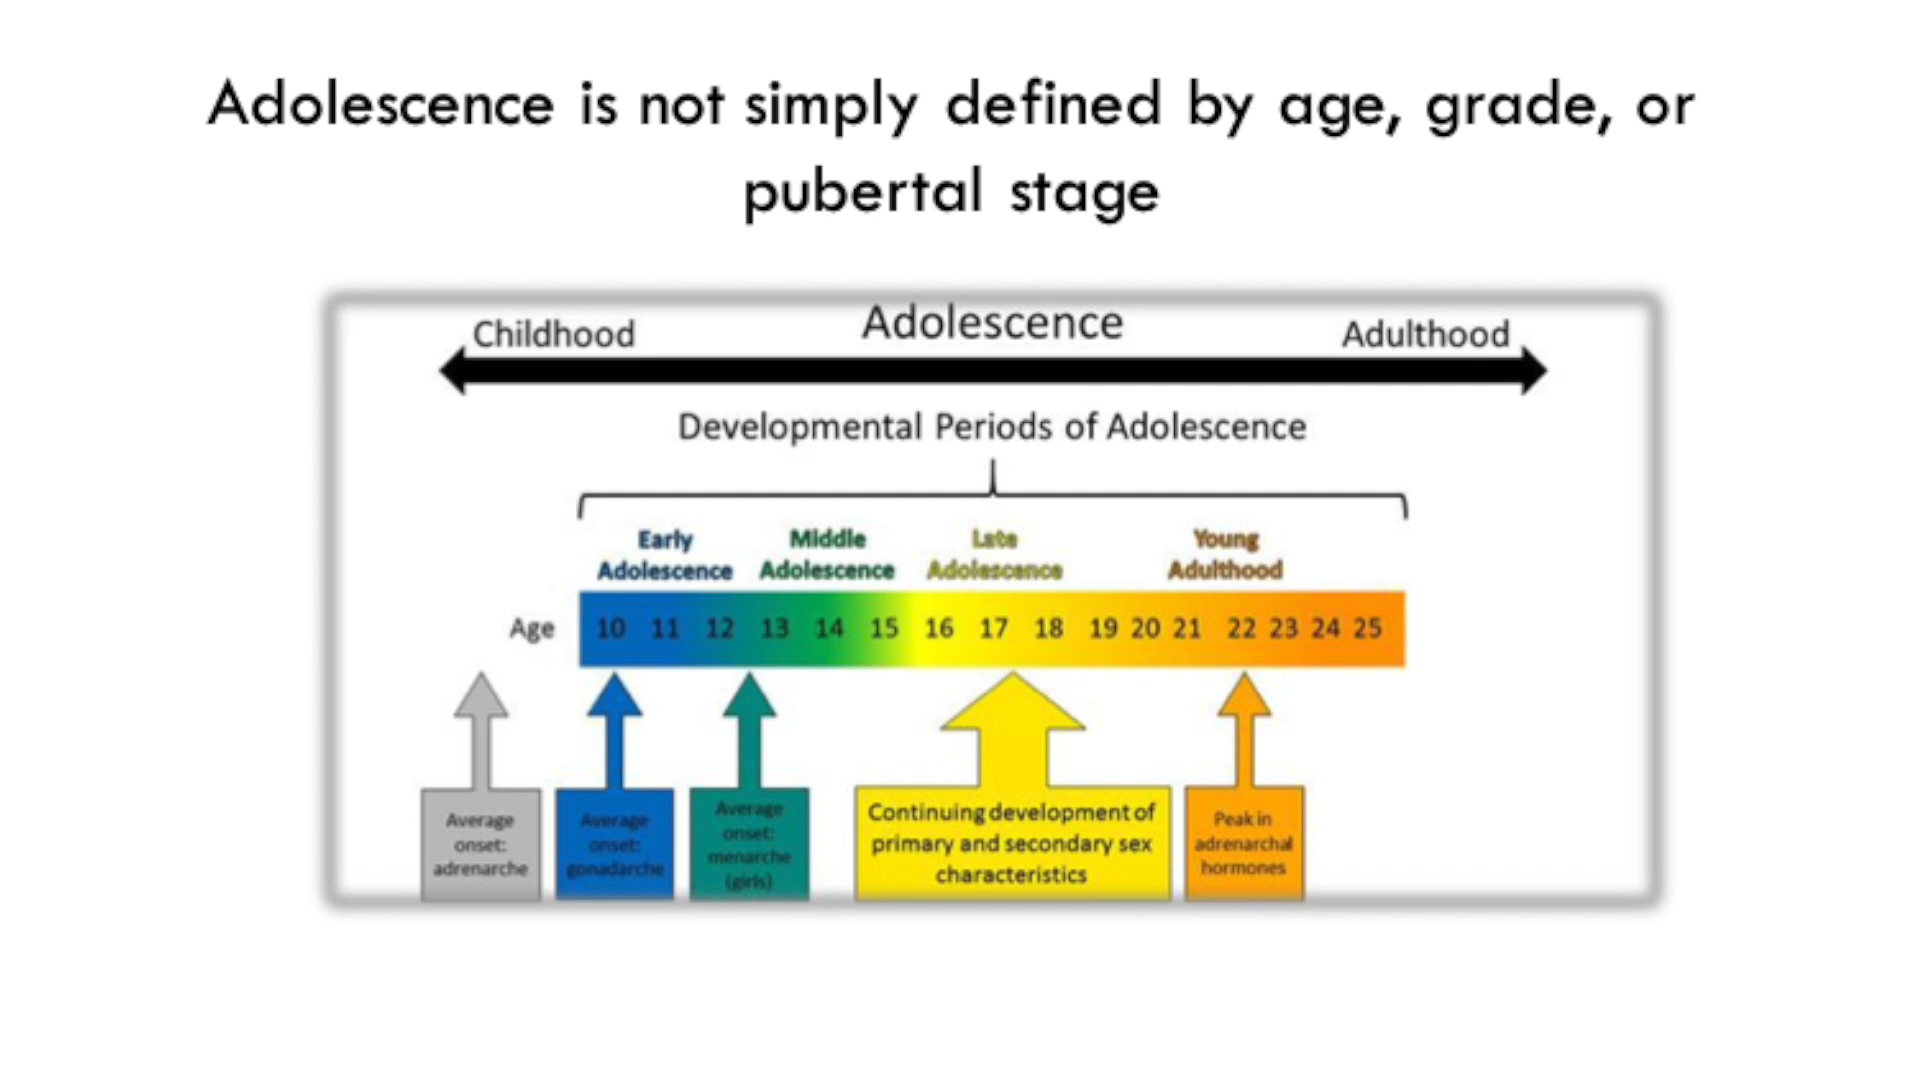 Adolescence is not simply defined by age, grade, or
pubertal stage
Childhood Adolescence Adulthood
Developmental Periods of Adolescence
Early
Adolescence
Middle
Adolescence
Late
Adolescence
Young
Adulthood
Age 10 11 12 13 14 15 16 17 18 19 20 21 22 23 24 25
Average
onset:
adrenarche
Average
onset:
gonadarche
Average
onset:
menarche
(girls)
Continuing development of
primary and secondary sex
characteristics
Peak in
adrenarchal
hormones